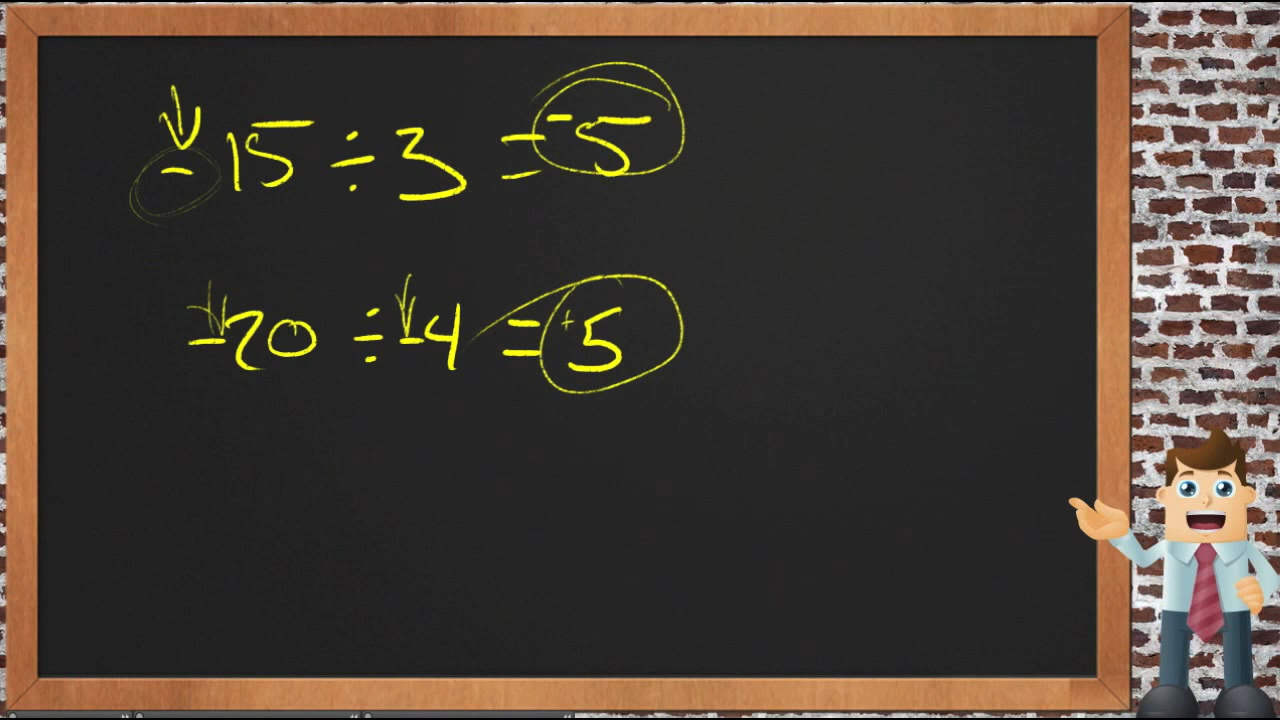 -15 ÷ 3 = -5
-20 ÷ -4 = +5